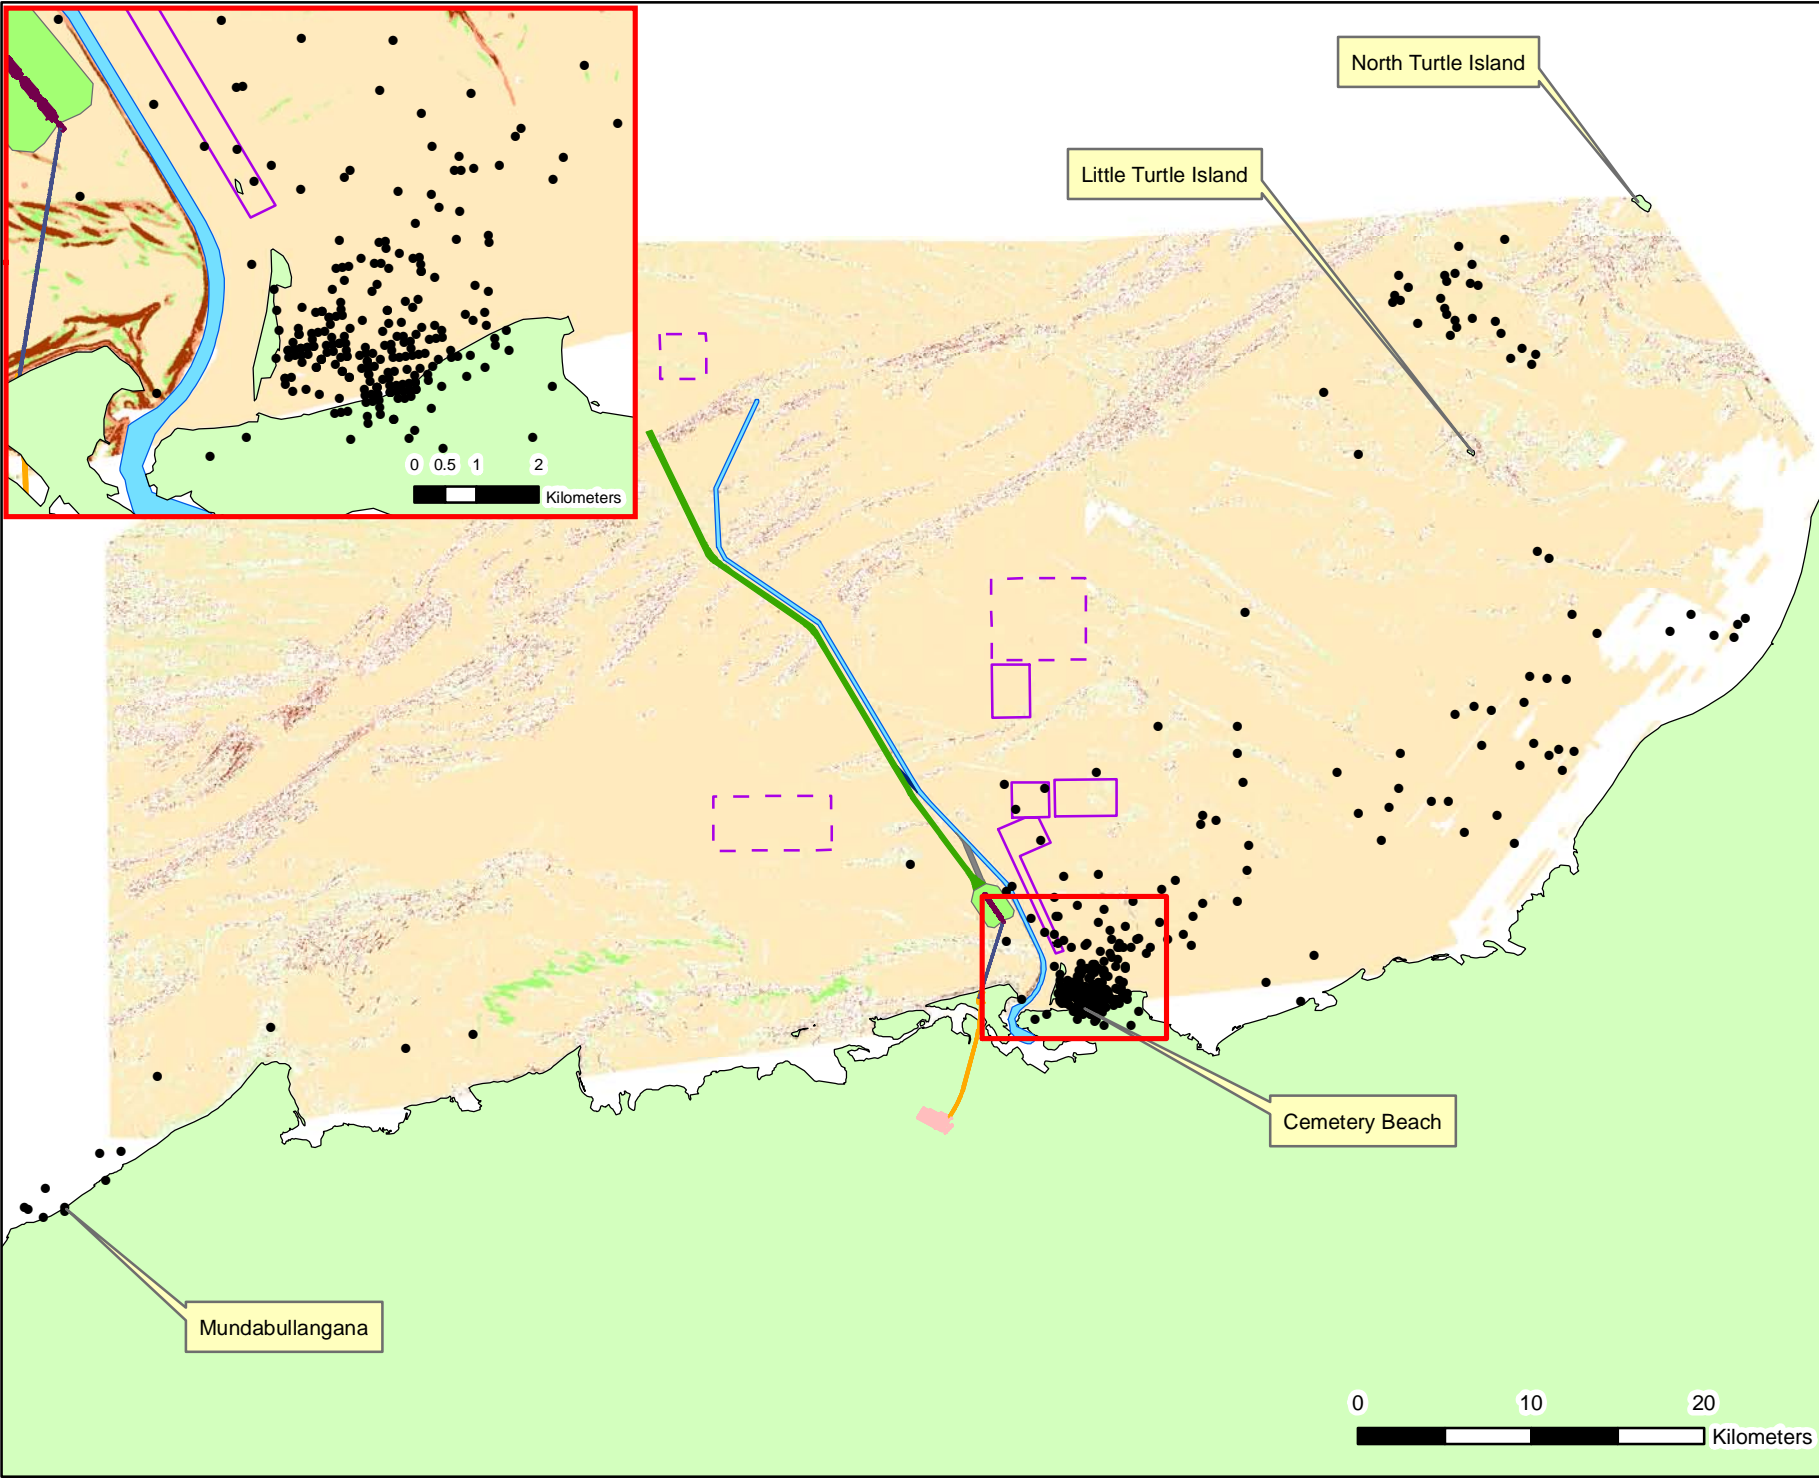 North Turtle Island
Little Turtle Island
0 0.5 1 2
Kilometers
Cemetery Beach
Mundabullangana
0 10 20
Kilometers